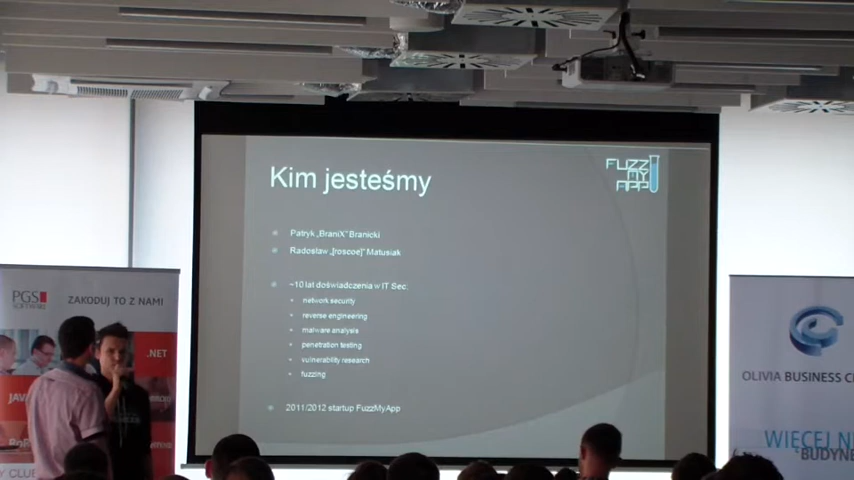 Kim jesteśmy
FUZZ
MY
APP
Patryk „BraniX” Branicki
Radosław „[roscoe]” Matusiak
~10 lat doświadczenia w IT Sec:
network security
reverse engineering
malware analysis
penetration testing
vulnerability research
fuzzing
2011/2012 startup FuzzMyApp
PGS
SOFTWARE
ZAKODUJ TO Z NAMI
.NET
JAVA
OLIVIA BUSINESS
WIĘCEJ